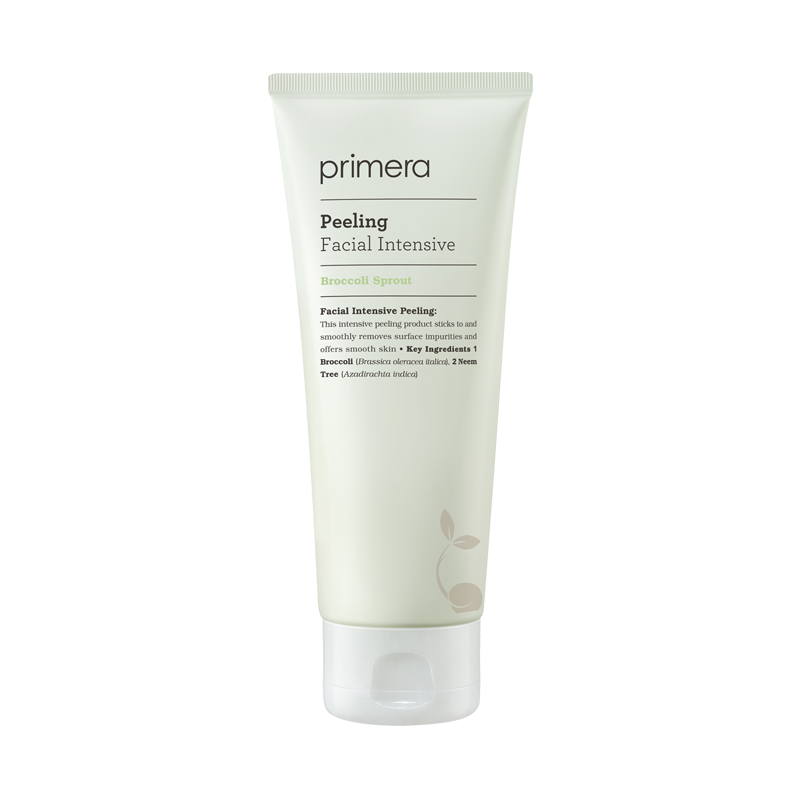 primera
Peeling
Facial Intensive
Broccoli Sprout
Facial Intensive Peeling:
This intensive peeling product sticks to and
smoothly removes surface impurities and
offers smooth skin • Key Ingredients 1
Broccoli (Brassica oleracea italica), 2 Neem
Tree (Azadirachta indica)